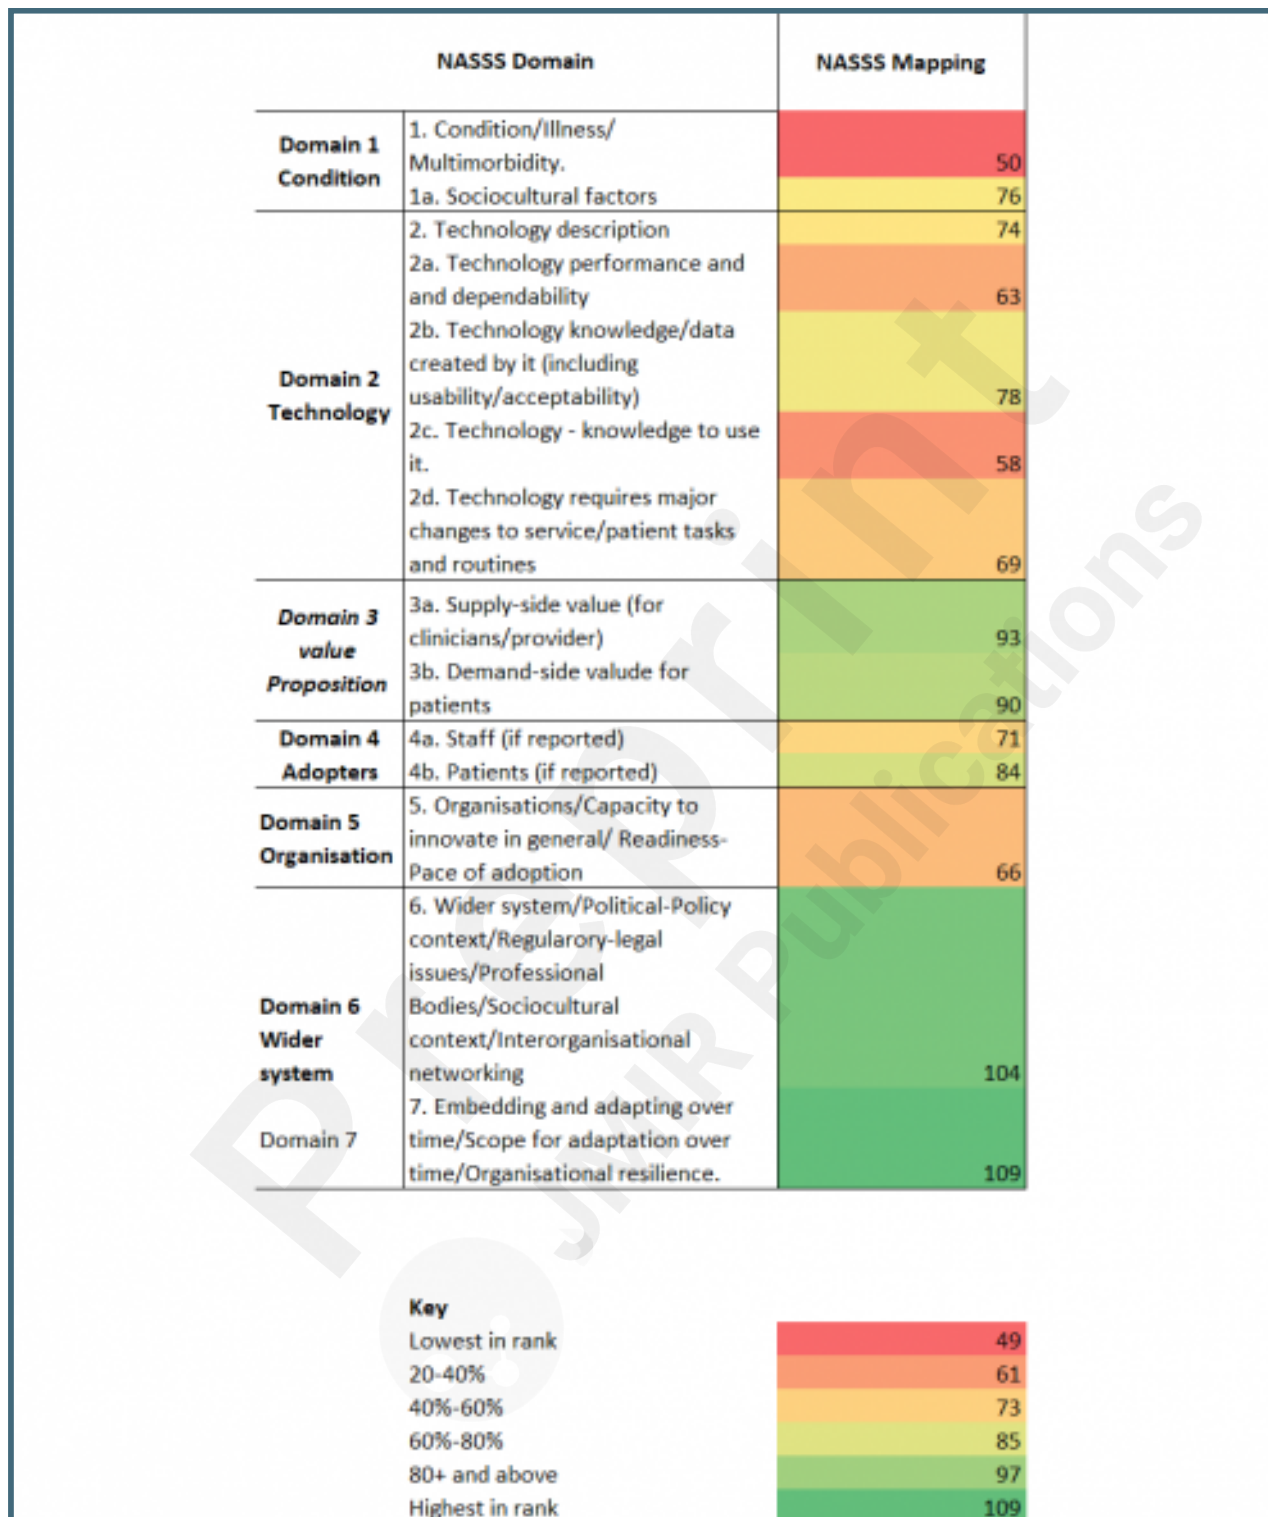 NASSS Domain
NASSS Mapping
Domain 1
Condition
1. Condition/Illness/
Multimorbidity.
50
1a. Sociocultural factors
76
Domain 2
Technology
2. Technology description
74
2a. Technology performance and
and dependability
63
2b. Technology knowledge/data
created by it (including
usability/acceptability)
78
2c. Technology - knowledge to use
it.
58
2d. Technology requires major
changes to service/patient tasks
and routines
69
Domain 3
value
Proposition
3a. Supply-side value (for
clinicians/provider)
93
3b. Demand-side valude for
patients
90
Domain 4
Adopters
4a. Staff (if reported)
71
4b. Patients (if reported)
84
Domain 5
Organisation
5. Organisations/Capacity to
innovate in general/ Readiness-
Pace of adoption
66
Domain 6
Wider
system
6. Wider system/Political-Policy
context/Regularory-legal
issues/Professional
Bodies/Sociocultural
context/Interorganisational
networking
104
Domain 7
7. Embedding and adapting over
time/Scope for adaptation over
time/Organisational resilience.
109
Key
Lowest in rank
49
20-40%
61
40%-60%
73
60%-80%
85
80+ and above
97
Highest in rank
109
Preprint
JMIR Publications